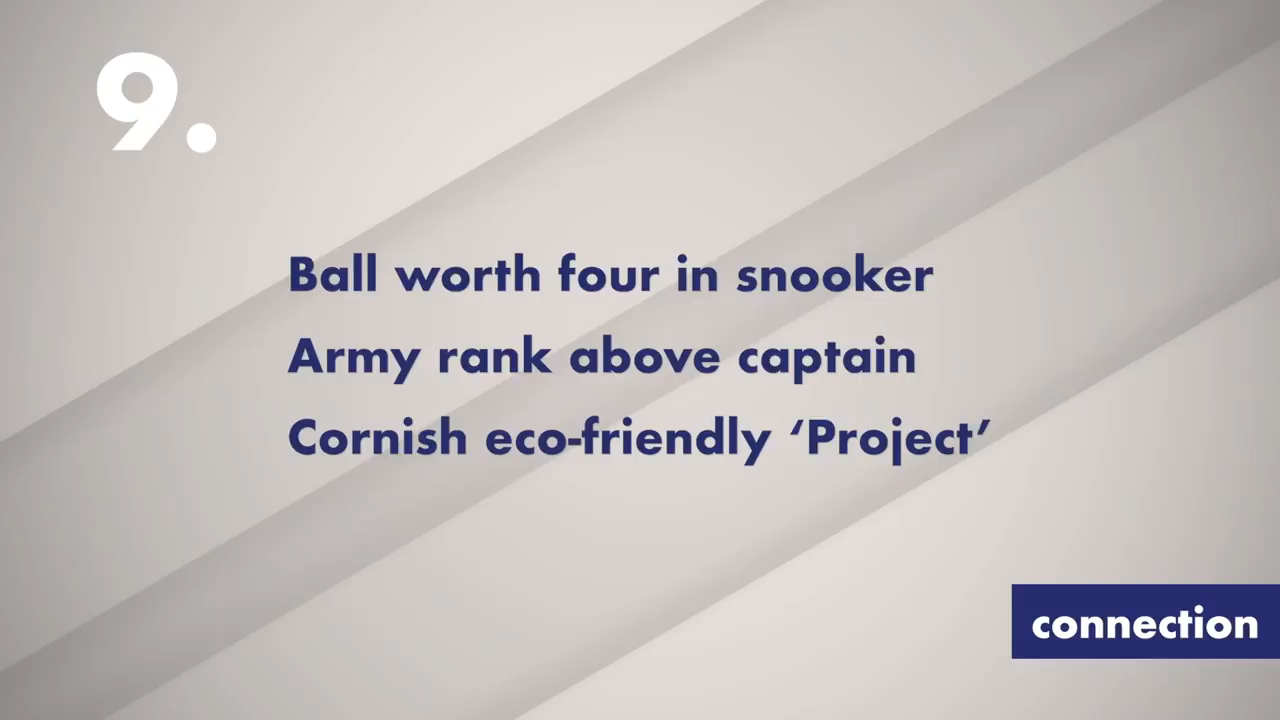 9.
Ball worth four in snooker
Army rank above captain
Cornish eco-friendly ‘Project’
connection